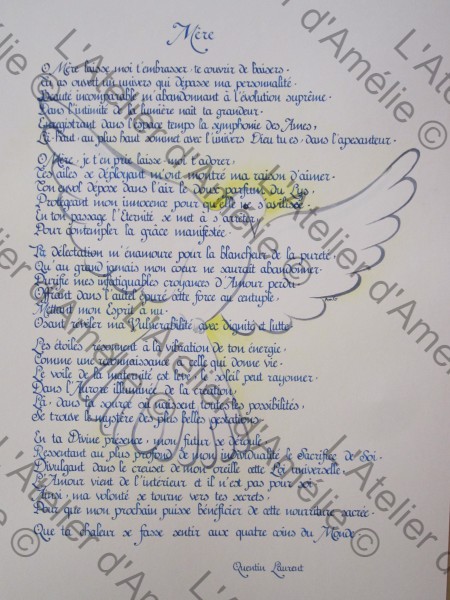 Mère
O Mère laisse moi t'embrasser, te couvrir de baisers.
Tu as ouvert un univers qui dépasse ma personnalité.
Beauté incomparable m'abandonnant à l'évolution suprême.
Dans l'intimité de la lumière naît ta grandeur.
Enregistrant dans l'Espace temps la symphonie des Ames,
Là-haut, au plus haut sommet avec l'univers Dieu tu es, dans l'apesanteur.
O Mère, je t'en prie laisse moi t'adorer,
Tes ailes se déployant m'ont montré ma raison d'aimer.
Ton envol dépose dans l'air le doux parfum du Lys,
Protégeant mon innocence pour qu'elle ne s'avilisse.
En ton passage l'éternité se met à s'arrêter,
Pour contempler la grâce manifestée.
La délectation m'énamoure pour la blancheur de ta pureté.
Qu'au grand jamais mon cœur ne saurait abandonner.
Purifie mes infatiguables croyances d'Amour perdu.
Offrant dans l'autel épuré cette force au centuple.
Mettant mon Esprit à nu.
Osant révéler ma Vulnérabilité avec dignité et lutte.
Les étoiles résonnent à la vibration de ton énergie.
Comme une reconnaissance à celle qui donne vie.
Le voile de la maternité est levé, le soleil peut rayonner.
Dans l'Aurore illuminée de la création,
Là, dans ta source où naissent toutes les possibilités,
Se trouve le mystère des plus belles gestations.
En ta Divine présence, mon futur se déroule,
Ressentant au plus profond de mon individualité le Sacrifice de Soi.
Divulgant dans le creuset de mon oreille cette Loi universelle,
L'Amour vient de l'intérieur et il n'est pas pour soi.
Ainsi, ma volonté se tourne vers tes secrets.
Pour que mon prochain puisse bénéficier de cette nourriture sacrée.
Que ta chaleur se fasse sentir aux quatre coins du Monde.
Quentin Laurent
L'Atelier d'Amélie ©